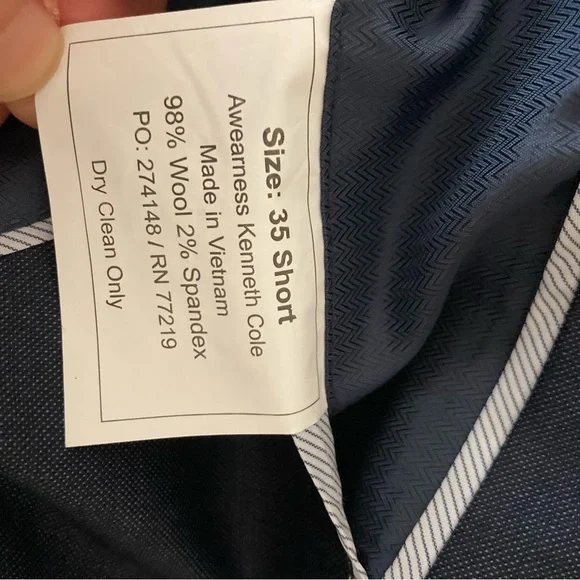 Size: 35 Short
Awearness Kenneth Cole
Made in Vietnam
98% Wool 2% Spandex
PO: 274148 / RN 77219
Dry Clean Only